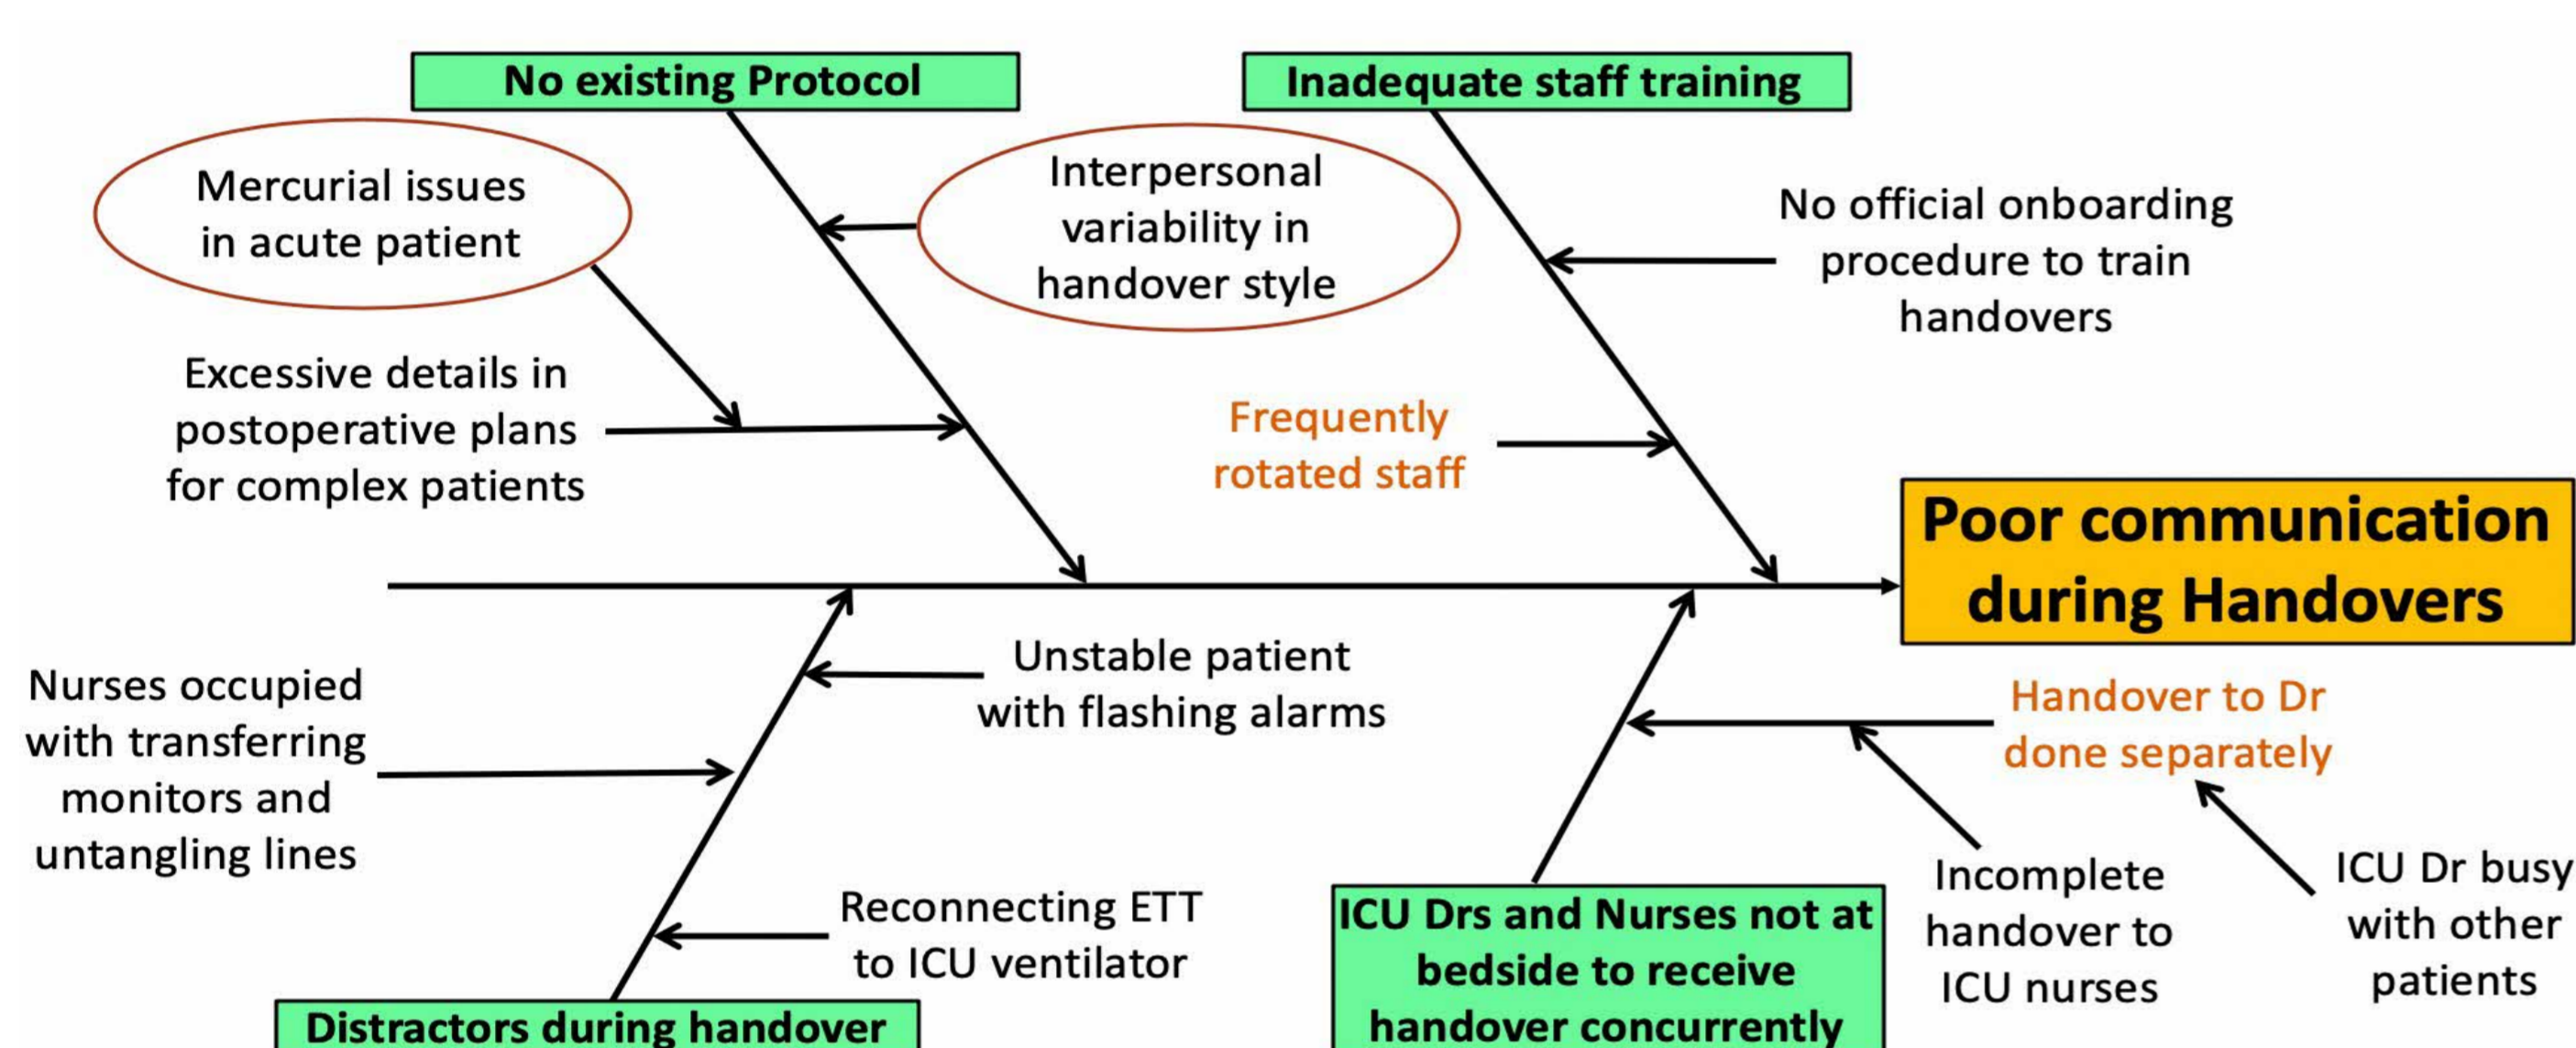 No existing Protocol
Inadequate staff training
Mercurial issues
in acute patient
Interpersonal
variability in
handover style
No official onboarding
procedure to train
handovers
Excessive details in
postoperative plans
for complex patients
Frequently
rotated staff
Poor communication
during Handovers
Nurses occupied
with transferring
monitors and
untangling lines
Unstable patient
with flashing alarms
Handover to Dr
done separately
Reconnecting ETT
to ICU ventilator
Incomplete
handover to
ICU nurses
ICU Dr busy
with other
patients
Distractors during handover
ICU Drs and Nurses not at
bedside to receive
handover concurrently